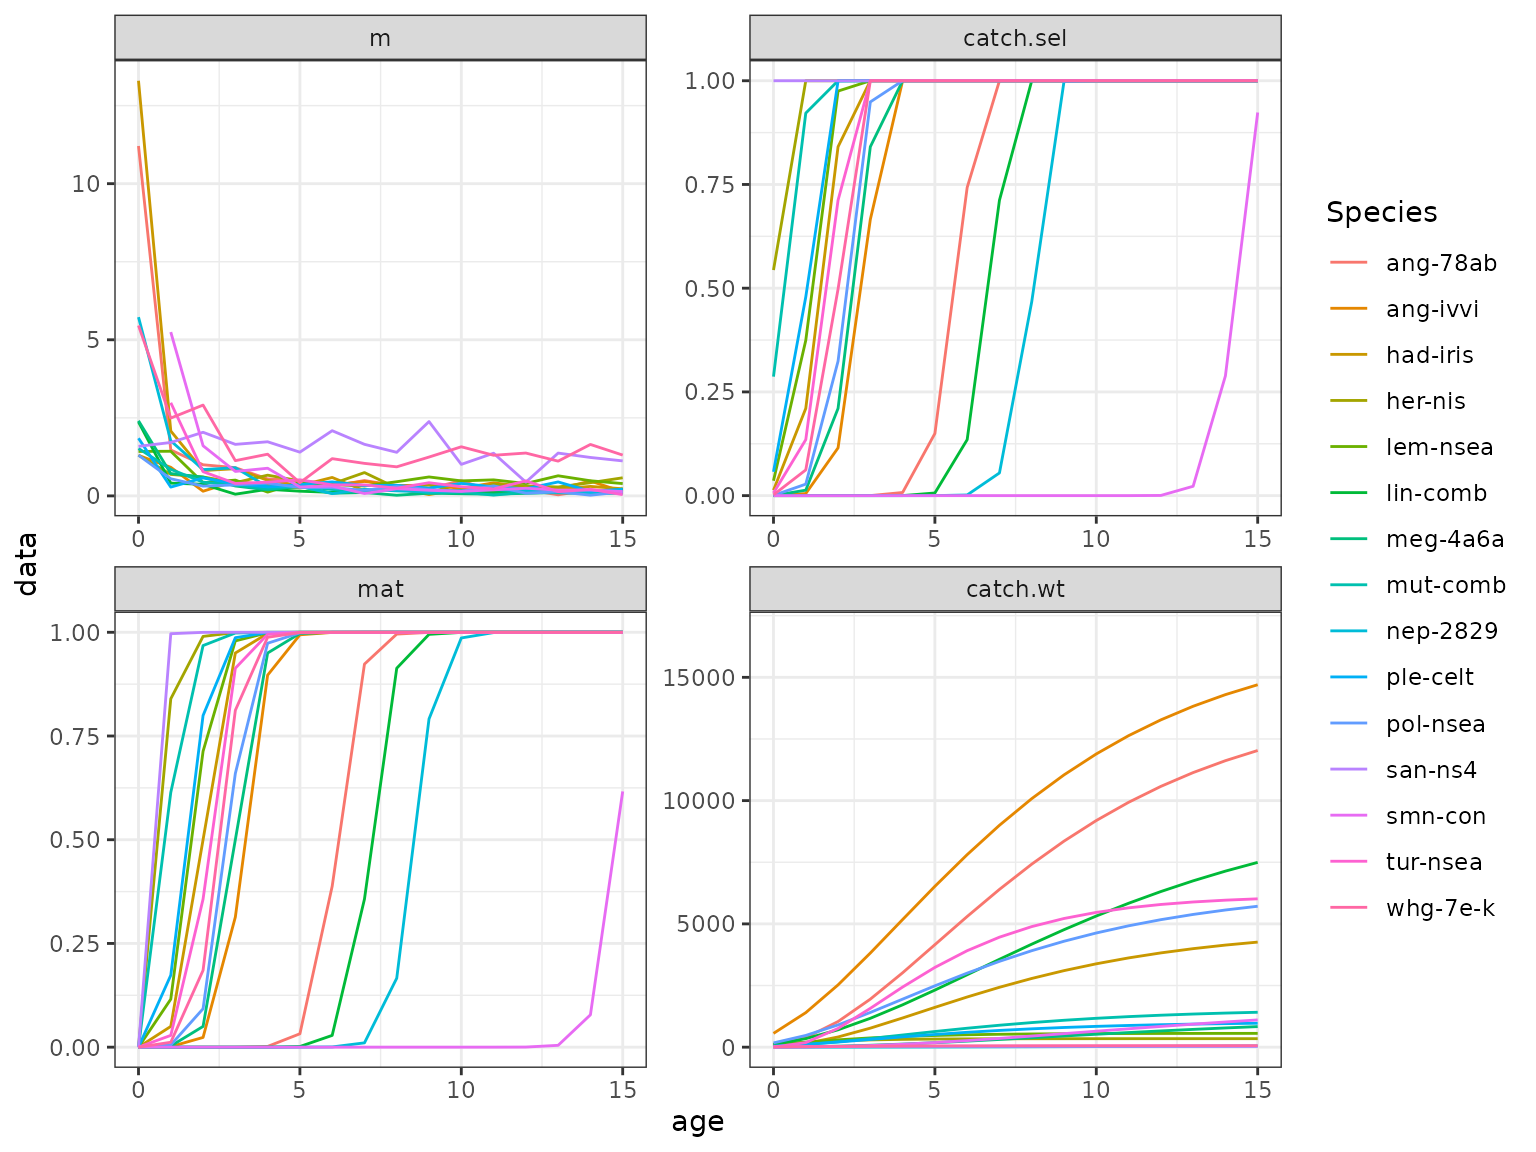 m
catch.sel
10
5
0
0
5
10
15
1.00
0.75
0.50
0.25
0.00
0
5
10
15
mat
catch.wt
1.00
0.75
0.50
0.25
0.00
0
5
10
15
15000
10000
5000
0
0
5
10
15
data
age
Species
ang-78ab
ang-ivvi
had-iris
her-nis
lem-nsea
lin-comb
meg-4a6a
mut-comb
nep-2829
ple-celt
pol-nsea
san-ns4
smn-con
tur-nsea
whg-7e-k